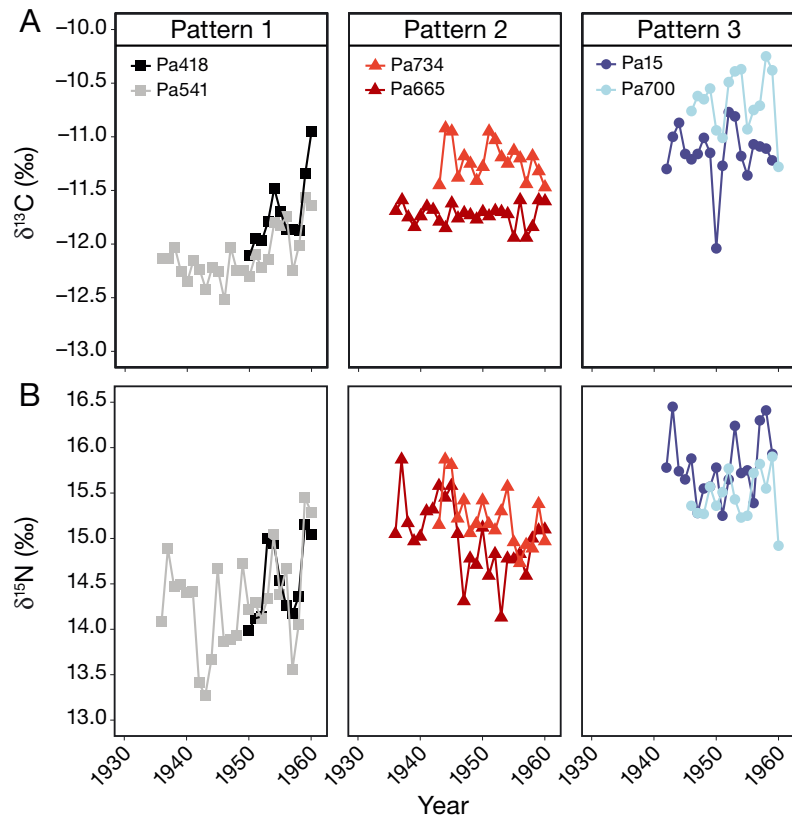 A
Pattern 1
Pattern 2
Pattern 3
Pa418
Pa541
Pa734
Pa665
Pa15
Pa700
δ13C (‰)
−10.0
−10.5
−11.0
−11.5
−12.0
−12.5
−13.0
B
δ15N (‰)
16.5
16.0
15.5
15.0
14.5
14.0
13.5
13.0
1930 1940 1950 1960
1930 1940 1950 1960
1930 1940 1950 1960
Year